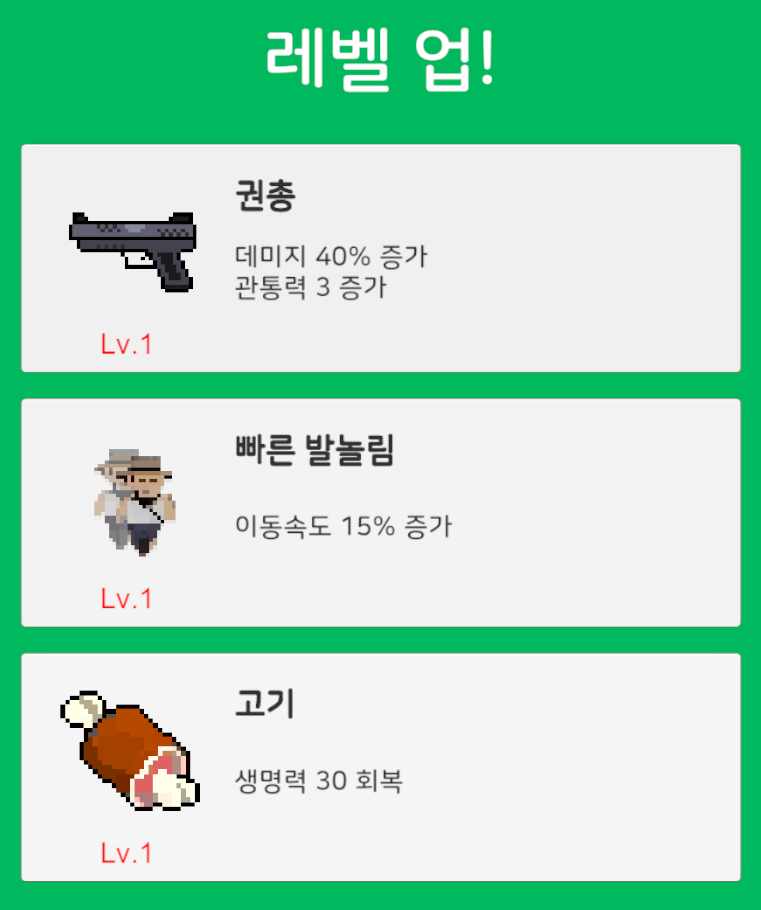 레벨 업!
권총
데미지 40% 증가
관통력 3 증가
Lv.1
빠른 발놀림
이동속도 15% 증가
Lv.1
고기
생명력 30 회복
Lv.1